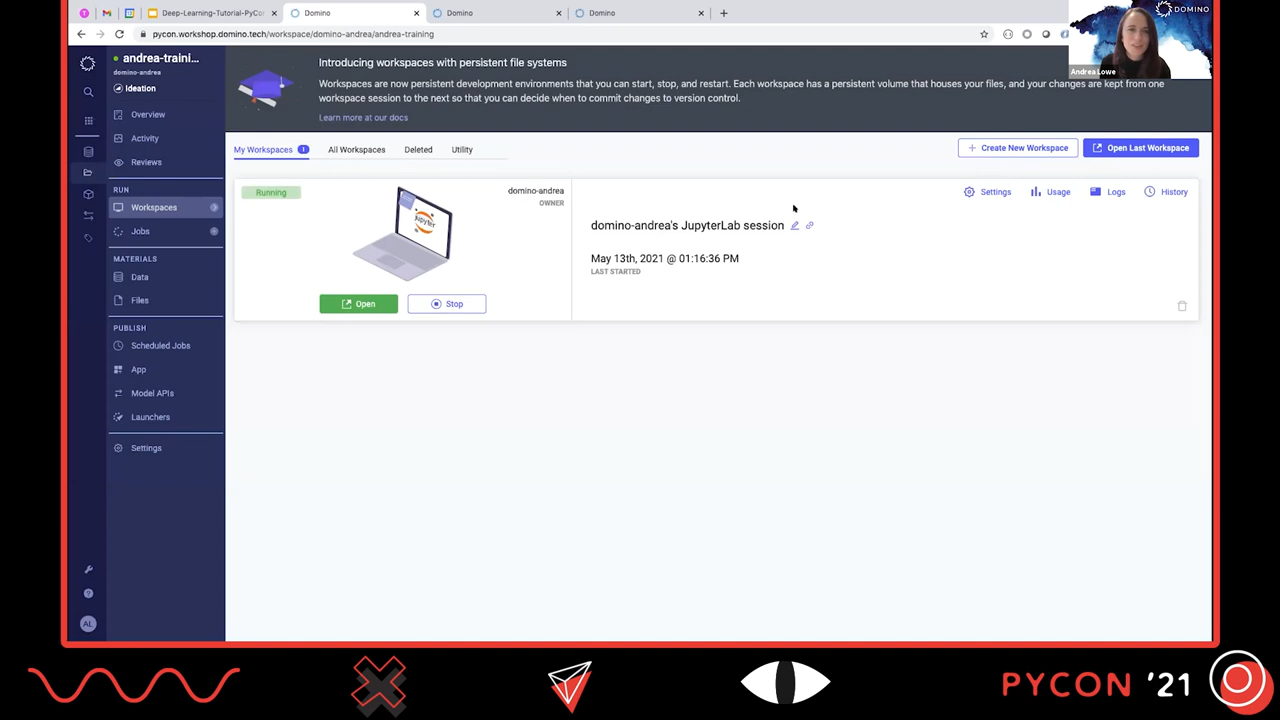 Deep-Learning-Tutorial-PyCo
Domino
Domino
Domino
pycon.workshop.domino.tech/workspace/domino-andrea/andrea-training
DOMINO
Andrea Lowe
andrea-traini...
domino-andrea
Ideation
Overview
Activity
Reviews
RUN
Workspaces
Jobs
MATERIALS
Data
Files
PUBLISH
Scheduled Jobs
App
Model APIs
Launchers
Settings
AL
Introducing workspaces with persistent file systems
Workspaces are now persistent development environments that you can start, stop, and restart. Each workspace has a persistent volume that houses your files, and your changes are kept from one
workspace session to the next so that you can decide when to commit changes to version control.
Learn more at our docs
My Workspaces 1 All Workspaces Deleted Utility
Create New Workspace Open Last Workspace
Running
domino-andrea
OWNER
jupyter
Open Stop
Settings Usage Logs History
domino-andrea's JupyterLab session
May 13th, 2021 @ 01:16:36 PM
LAST STARTED
PYCON '21